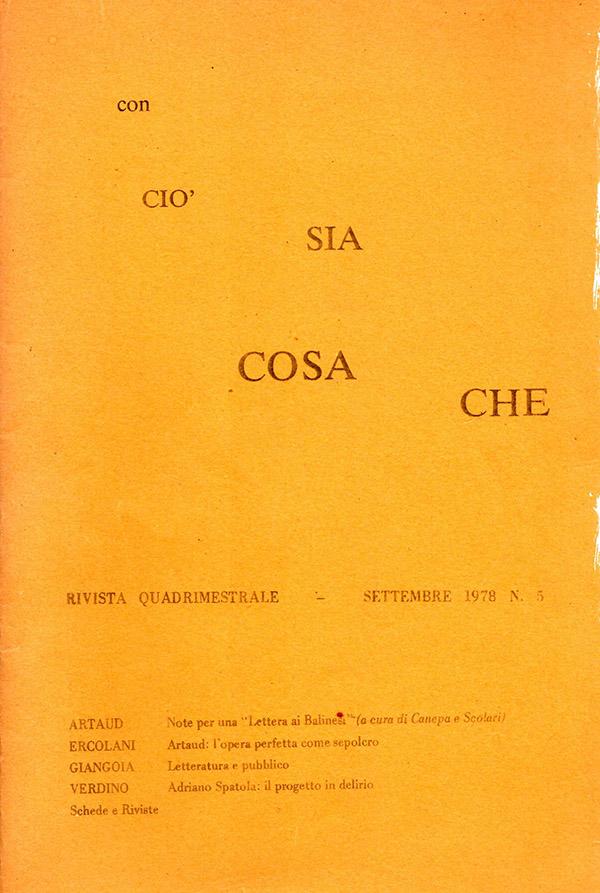 con
CIO'
SIA
COSA
CHE
RIVISTA QUADRIMESTRALE – SETTEMBRE 1978 N. 5
ARTAUD Note per una "Lettera ai Balinesi" (a cura di Canepa e Scolari)
ERCOLANI Artaud: l'opera perfetta come sepolcro
GIANGOIA Letteratura e pubblico
VERDINO Adriano Spatola: il progetto in delirio
Schede e Riviste